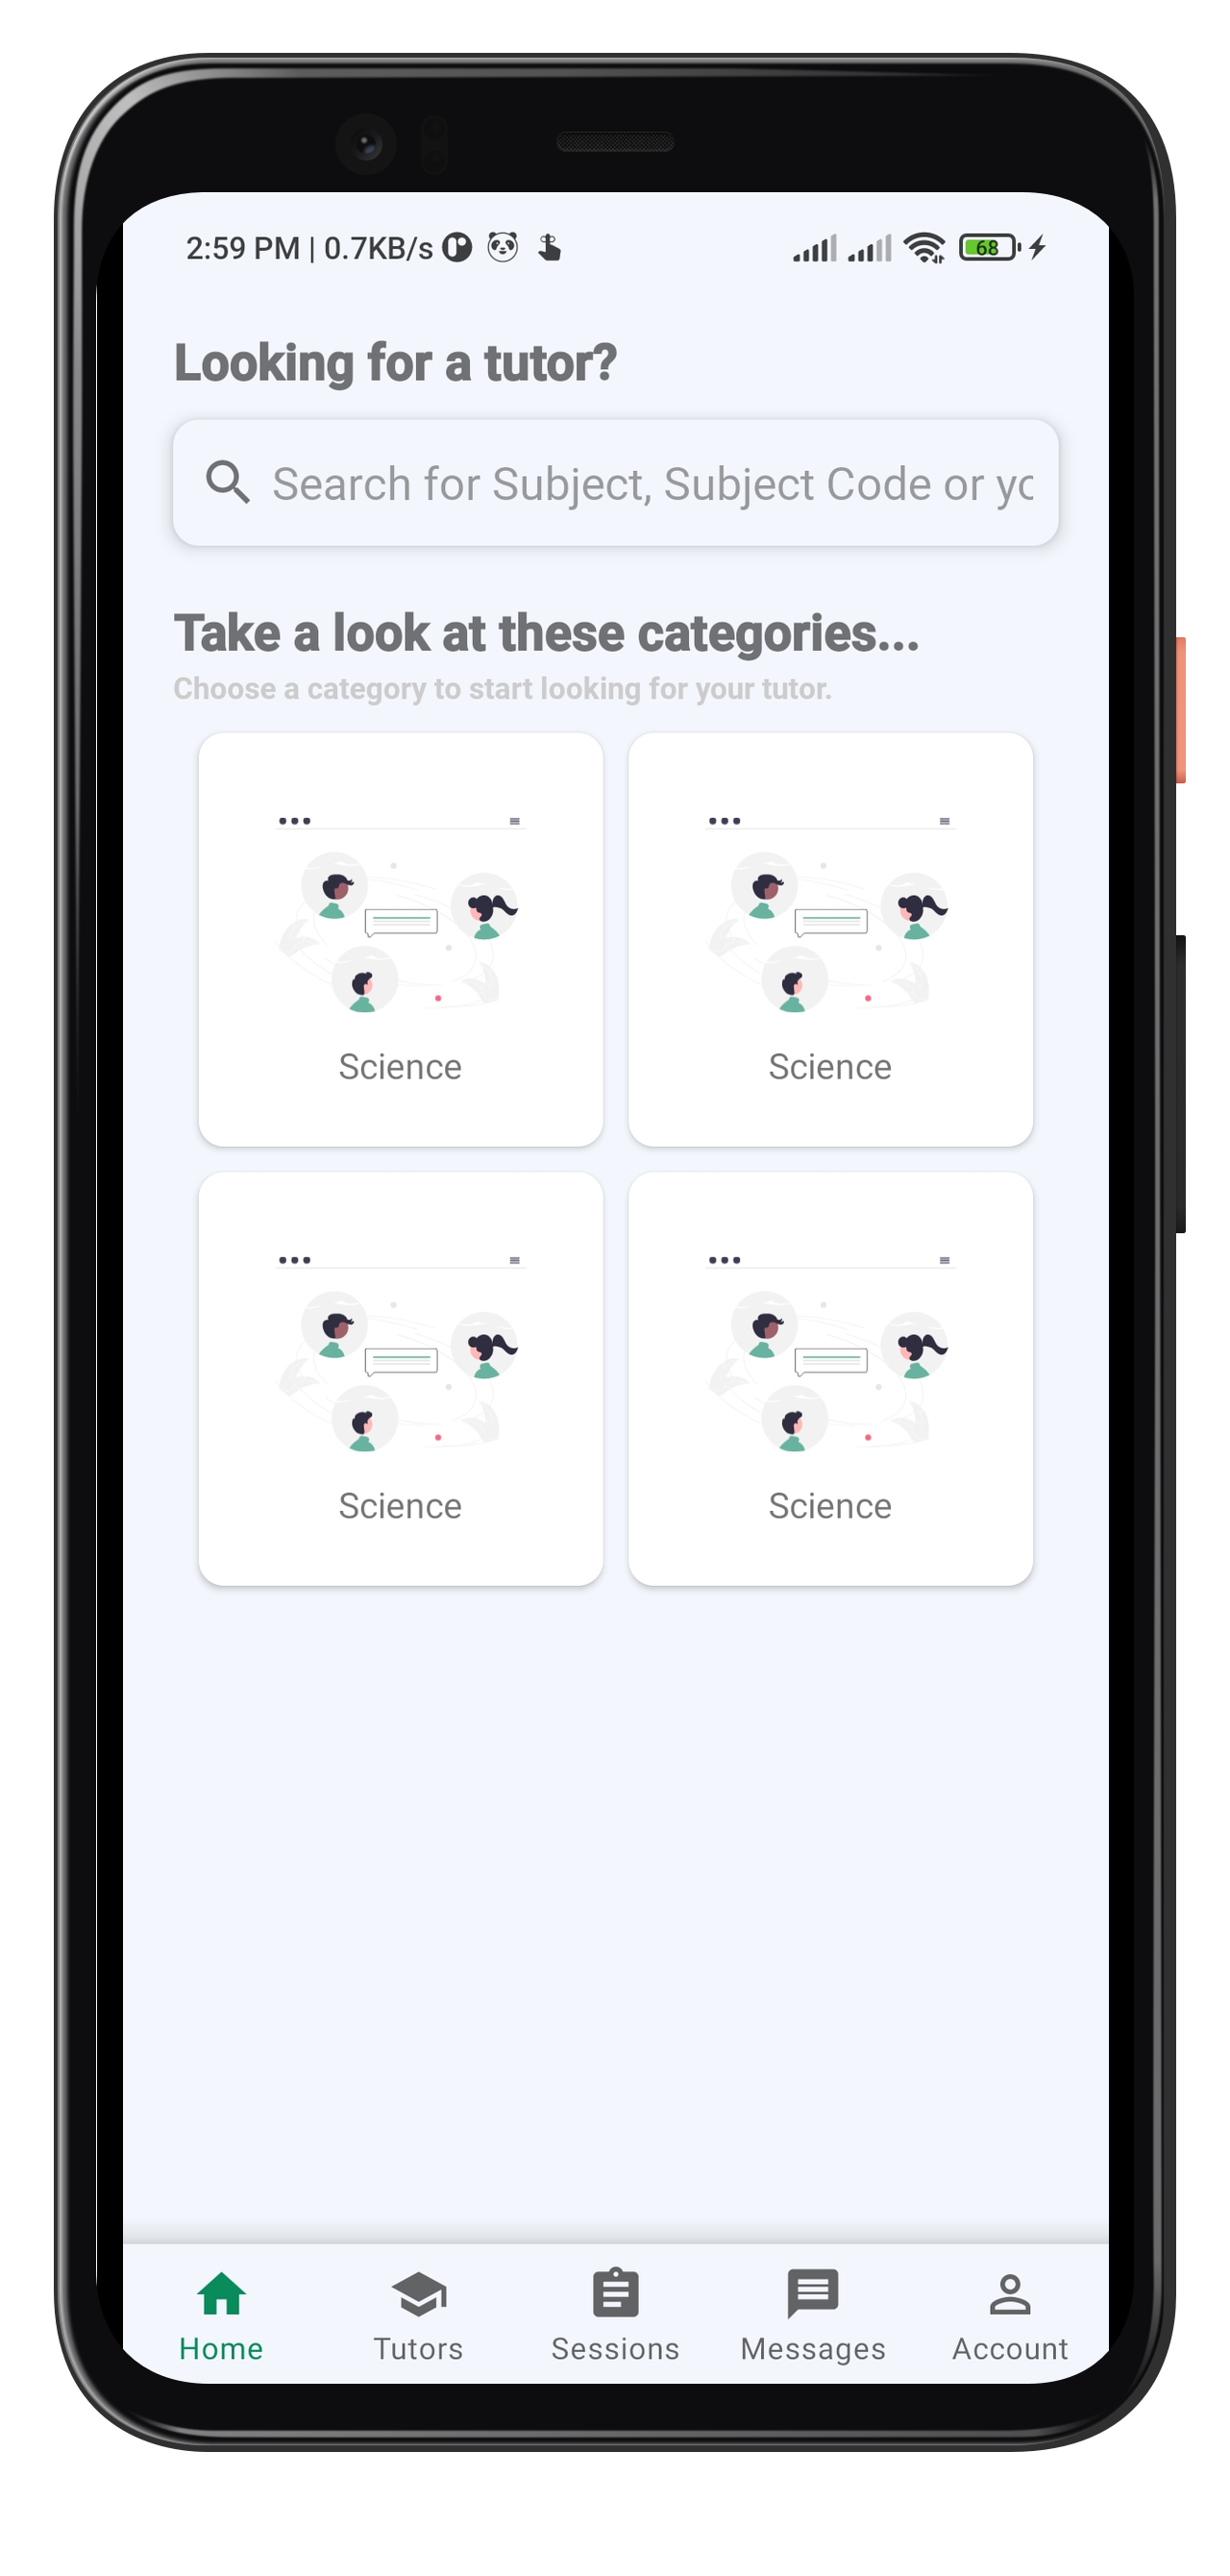 2:59 PM | 0.7KB/s 68
Looking for a tutor?
Search for Subject, Subject Code or yo
Take a look at these categories...
Choose a category to start looking for your tutor.
Science Science
Science Science
Home Tutors Sessions Messages Account